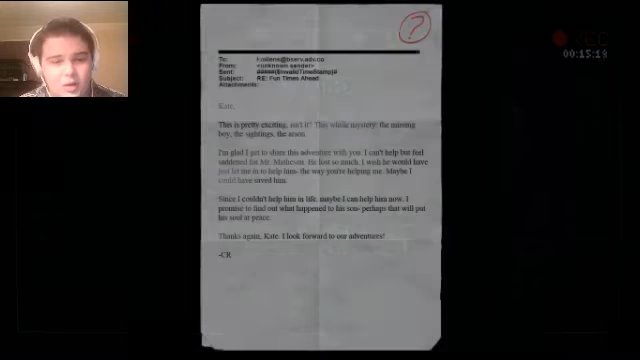 ?
REC
00:15:19
To:
From: <unknown sender>
Sent: #####(InvalidTimeStamp)#
Subject: RE: Fun Times Ahead
Attachments:
Kate,
This is pretty exciting, isn't it? This whole mystery: the missing
boy, the sightings, the arson.
I'm glad I get to share this adventure with you. I can't help but feel
saddened for Mr. Matheson. He lost so much. I wish he would have
just let me in to help him- the way you're helping me. Maybe I
could have saved him.
Since I couldn't help him in life, maybe I can help him now. I
promise to find out what happened to his son- perhaps that will put
his soul at peace.
Thanks again, Kate. I look forward to our adventures!
-CR